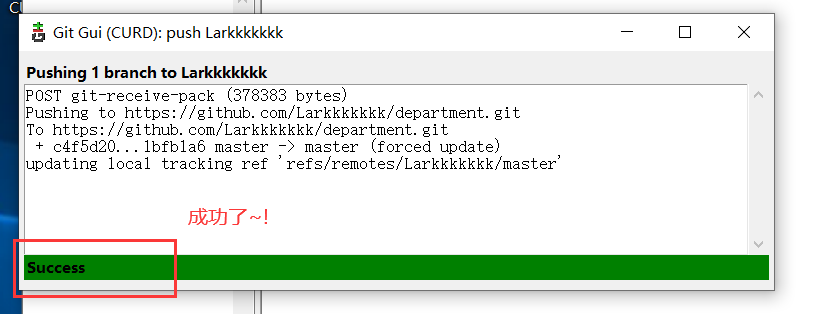 CU
Git Gui (CURD): push Larkkkkkkk
Pushing 1 branch to Larkkkkkkk
POST git-receive-pack (378383 bytes)
Pushing to https://github.com/Larkkkkkkk/department.git
To https://github.com/Larkkkkkkk/department.git
+ c4f5d20...1bfb1a6 master -> master (forced update)
updating local tracking ref 'refs/remotes/Larkkkkkkk/master'
成功了~!
Success